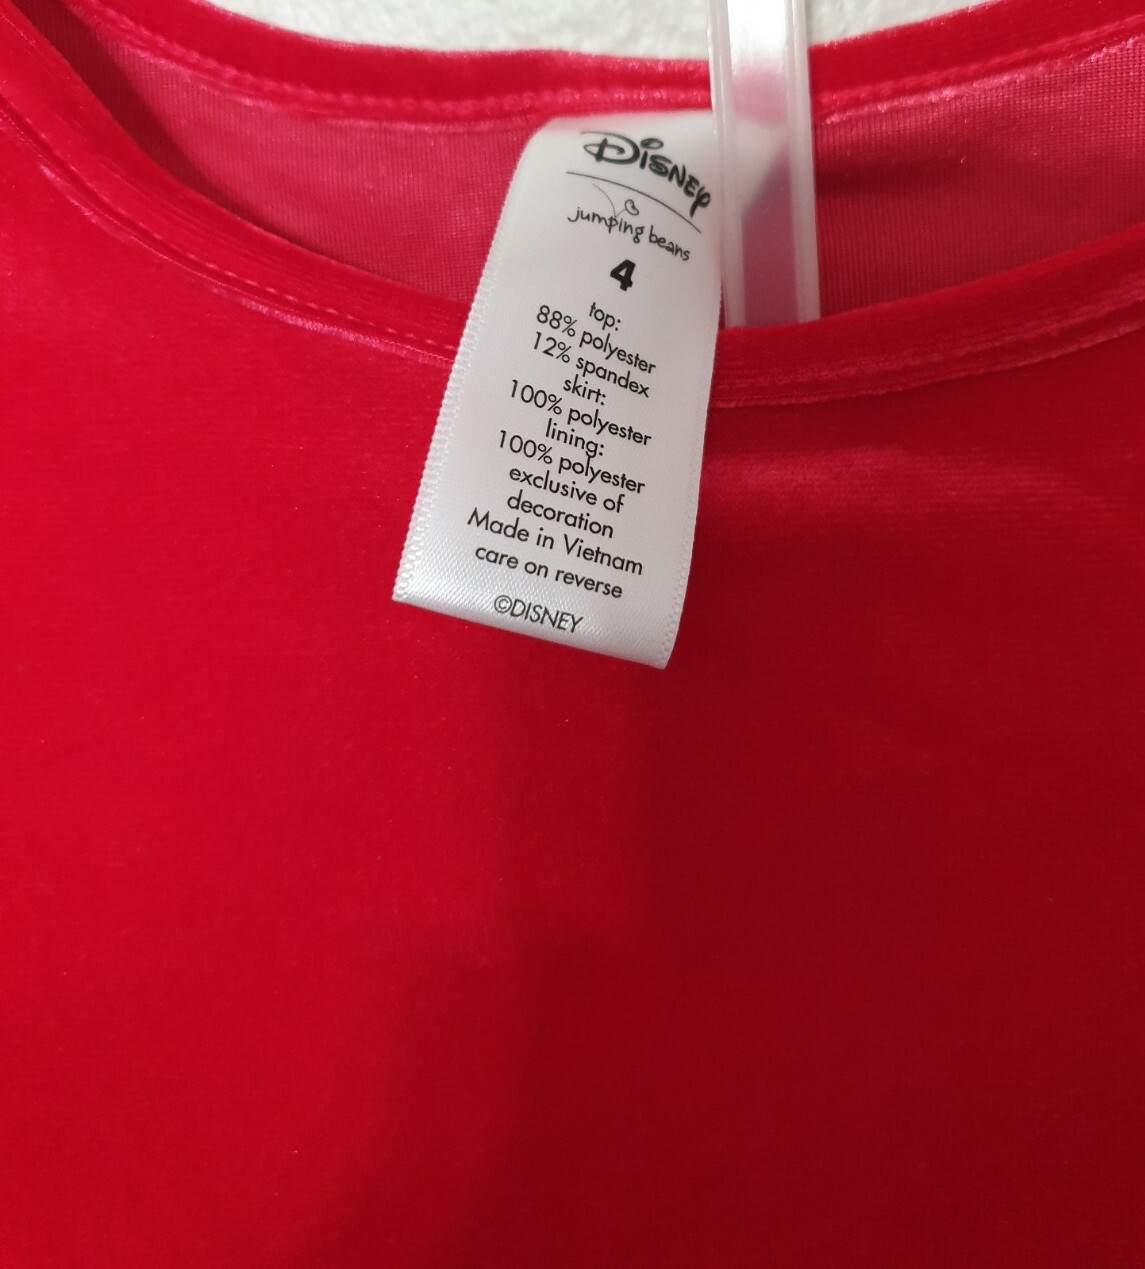 Disney
jumping beans
4
top:
88% polyester
12% spandex
skirt:
100% polyester
lining:
100% polyester
exclusive of
decoration
Made in Vietnam
care on reverse
©DISNEY